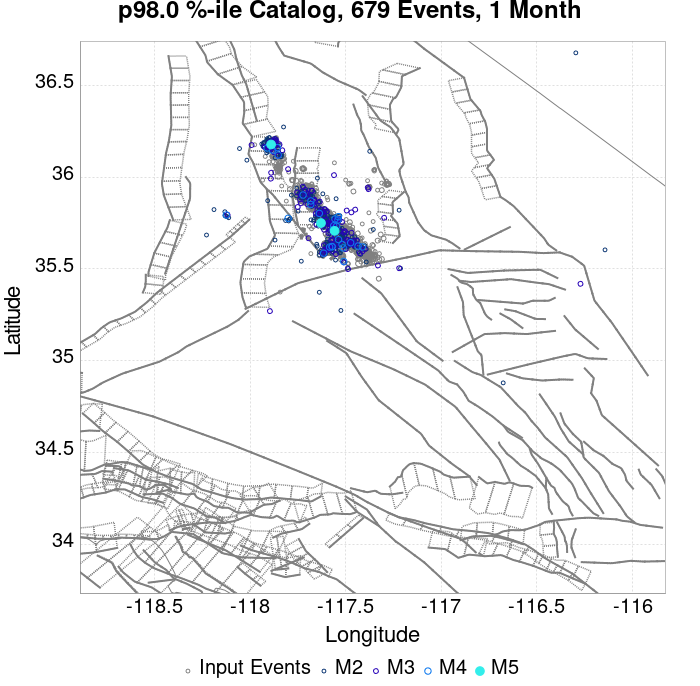 p98.0 %-ile Catalog, 679 Events, 1 Month
36.5
36
35.5
35
34.5
34
Latitude
-118.5 -118 -117.5 -117 -116.5 -116
Longitude
Input Events M2 M3 M4 M5